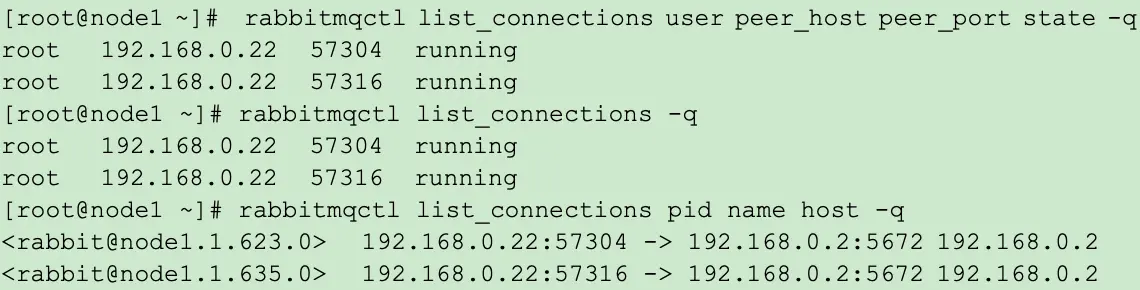 [root@node1 ~]# rabbitmqctl list_connections user peer_host peer_port state -q
root 192.168.0.22 57304 running
root 192.168.0.22 57316 running
[root@node1 ~]# rabbitmqctl list_connections -q
root 192.168.0.22 57304 running
root 192.168.0.22 57316 running
[root@node1 ~]# rabbitmqctl list_connections pid name host -q
<rabbit@node1.1.623.0> 192.168.0.22:57304 -> 192.168.0.2:5672 192.168.0.2
<rabbit@node1.1.635.0> 192.168.0.22:57316 -> 192.168.0.2:5672 192.168.0.2